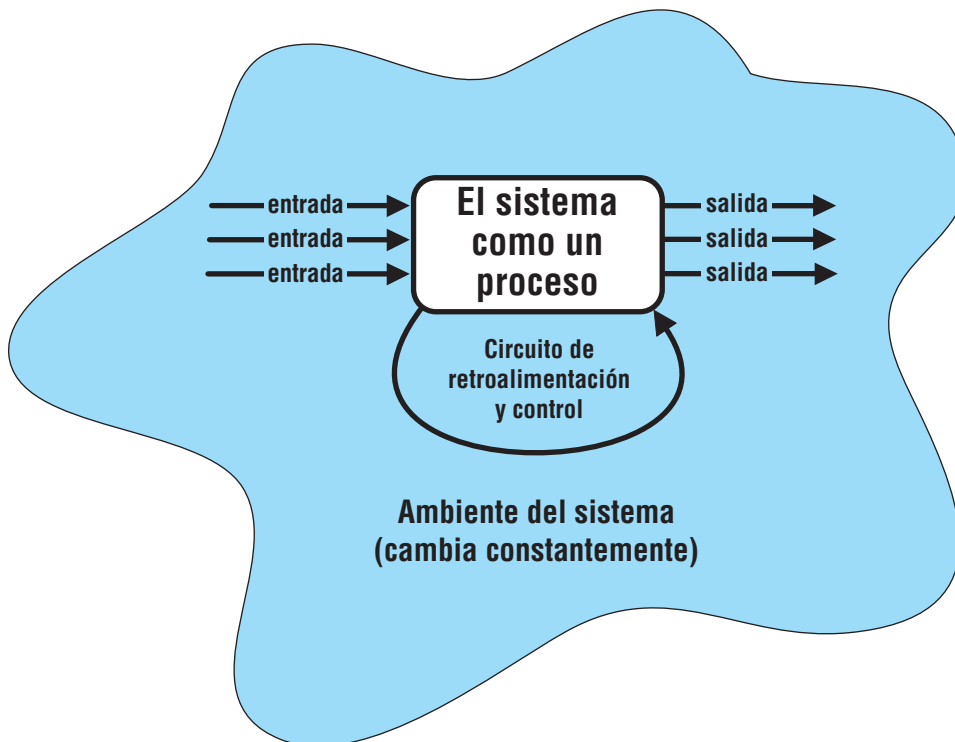 entrada
entrada
entrada
El sistema
como un
proceso
salida
salida
salida
Circuito de
retroalimentación
y control
Ambiente del sistema
(cambia constantemente)